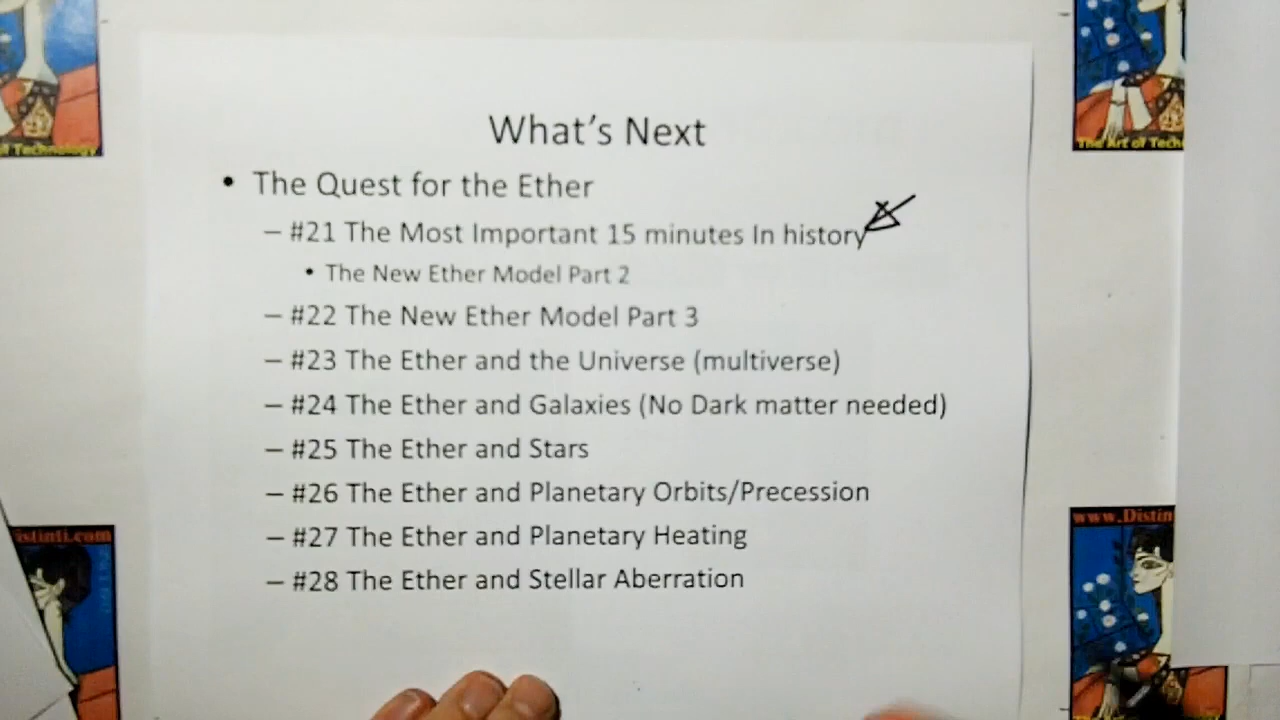 What's Next
• The Quest for the Ether
– #21 The Most Important 15 minutes In history
• The New Ether Model Part 2
– #22 The New Ether Model Part 3
– #23 The Ether and the Universe (multiverse)
– #24 The Ether and Galaxies (No Dark matter needed)
– #25 The Ether and Stars
– #26 The Ether and Planetary Orbits/Precession
– #27 The Ether and Planetary Heating
– #28 The Ether and Stellar Aberration
of Technology
The Art of Tech
istinti.com
www.Distin